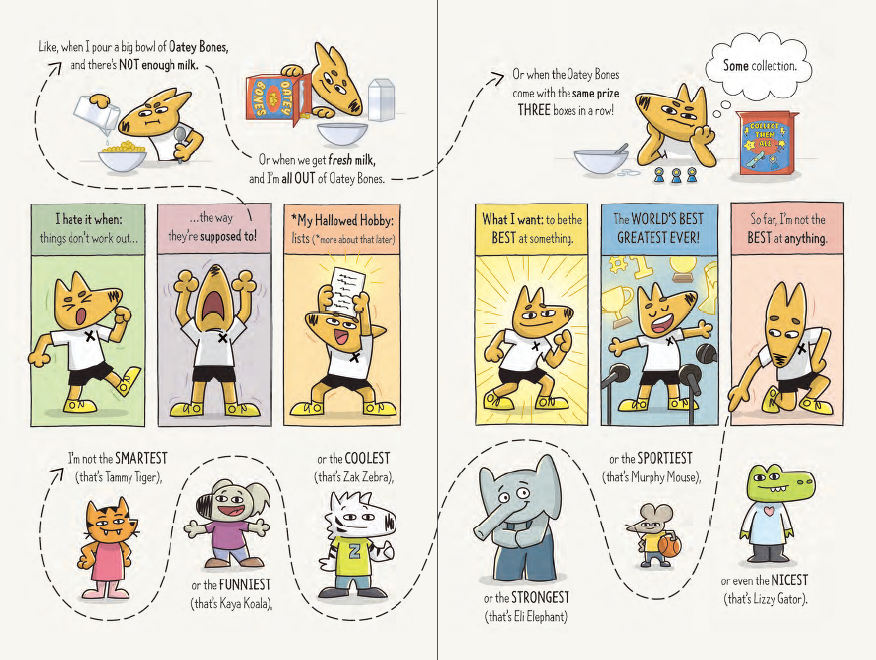 I hate it when:
things don't work out...
...the way
they're supposed to!
Like, when I pour a big bowl of Oatey Bones,
and there's NOT enough milk.
OATEY
BONES
Or when we get fresh milk,
and I'm all OUT of Oatey Bones.
Or when the Oatey Bones
come with the same prize
THREE boxes in a row!
Some collection.
COLLECT
THEM
ALL
*My Hallowed Hobby:
lists (*more about that later)
What I want: to bethe
BEST at something.
The WORLD'S BEST
GREATEST EVER!
#1
So far, I'm not the
BEST at anything.
I'm not the SMARTEST
(that's Tammy Tiger),
or the FUNNIEST
(that's Kaya Koala),
or the COOLEST
(that's Zak Zebra),
Z
or the STRONGEST
(that's Eli Elephant)
or the SPORTIEST
(that's Murphy Mouse),
or even the NICEST
(that's Lizzy Gator).